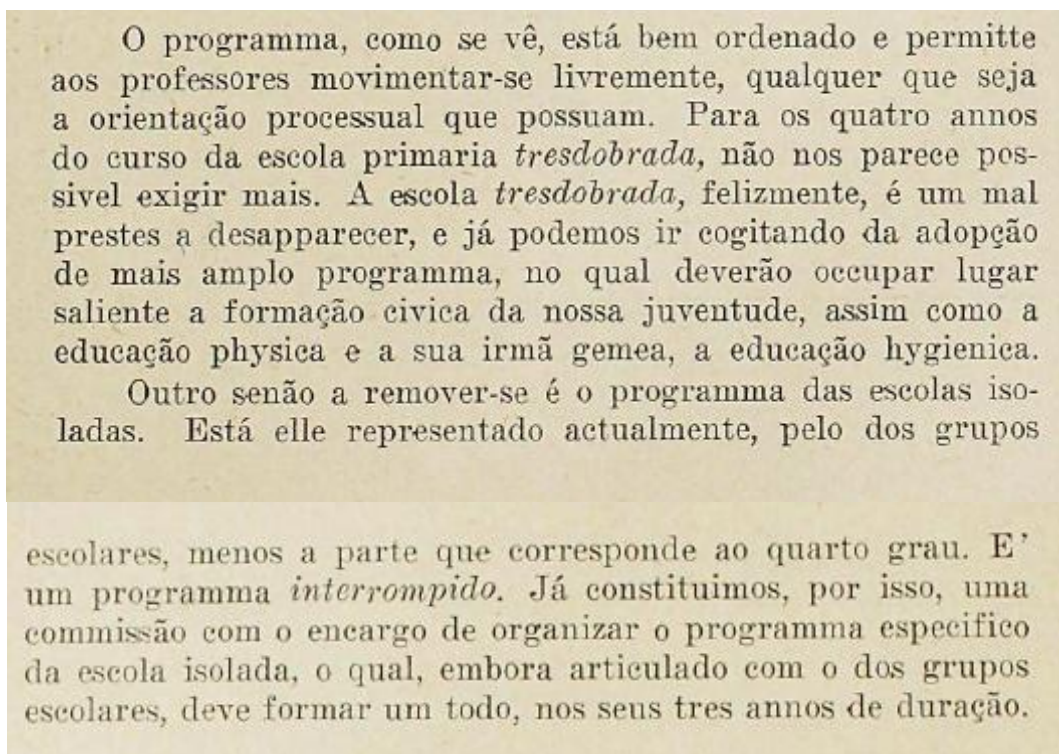 O programma, como se vê, está bem ordenado e permitte
aos professores movimentar-se livremente, qualquer que seja
a orientação processual que possuam. Para os quatro annos
do curso da escola primaria tresdobrada, não nos parece pos-
sivel exigir mais. A escola tresdobrada, felizmente, é um mal
prestes a desapparecer, e já podemos ir cogitando da adopção
de mais amplo programma, no qual deverão occupar lugar
saliente a formação civica da nossa juventude, assim como a
educação physica e a sua irmã gemea, a educação hygienica.
Outro senão a remover-se é o programma das escolas iso-
ladas. Está elle representado actualmente, pelo dos grupos
escolares, menos a parte que corresponde ao quarto grau. E'
um programma interrompido. Já constituimos, por isso, uma
commissão com o encargo de organizar o programma especifico
da escola isolada, o qual, embora articulado com o dos grupos
escolares, deve formar um todo, nos seus tres annos de duração.